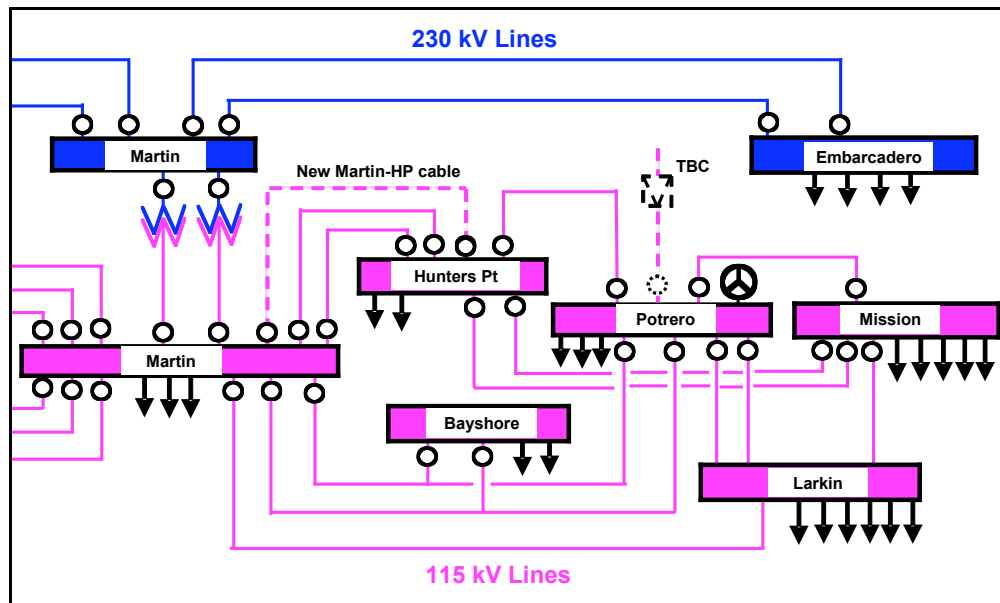 230 kV Lines
Martin
Embarcadero
New Martin-HP cable
TBC
Hunters Pt
Potrero
Mission
Martin
Bayshore
Larkin
115 kV Lines